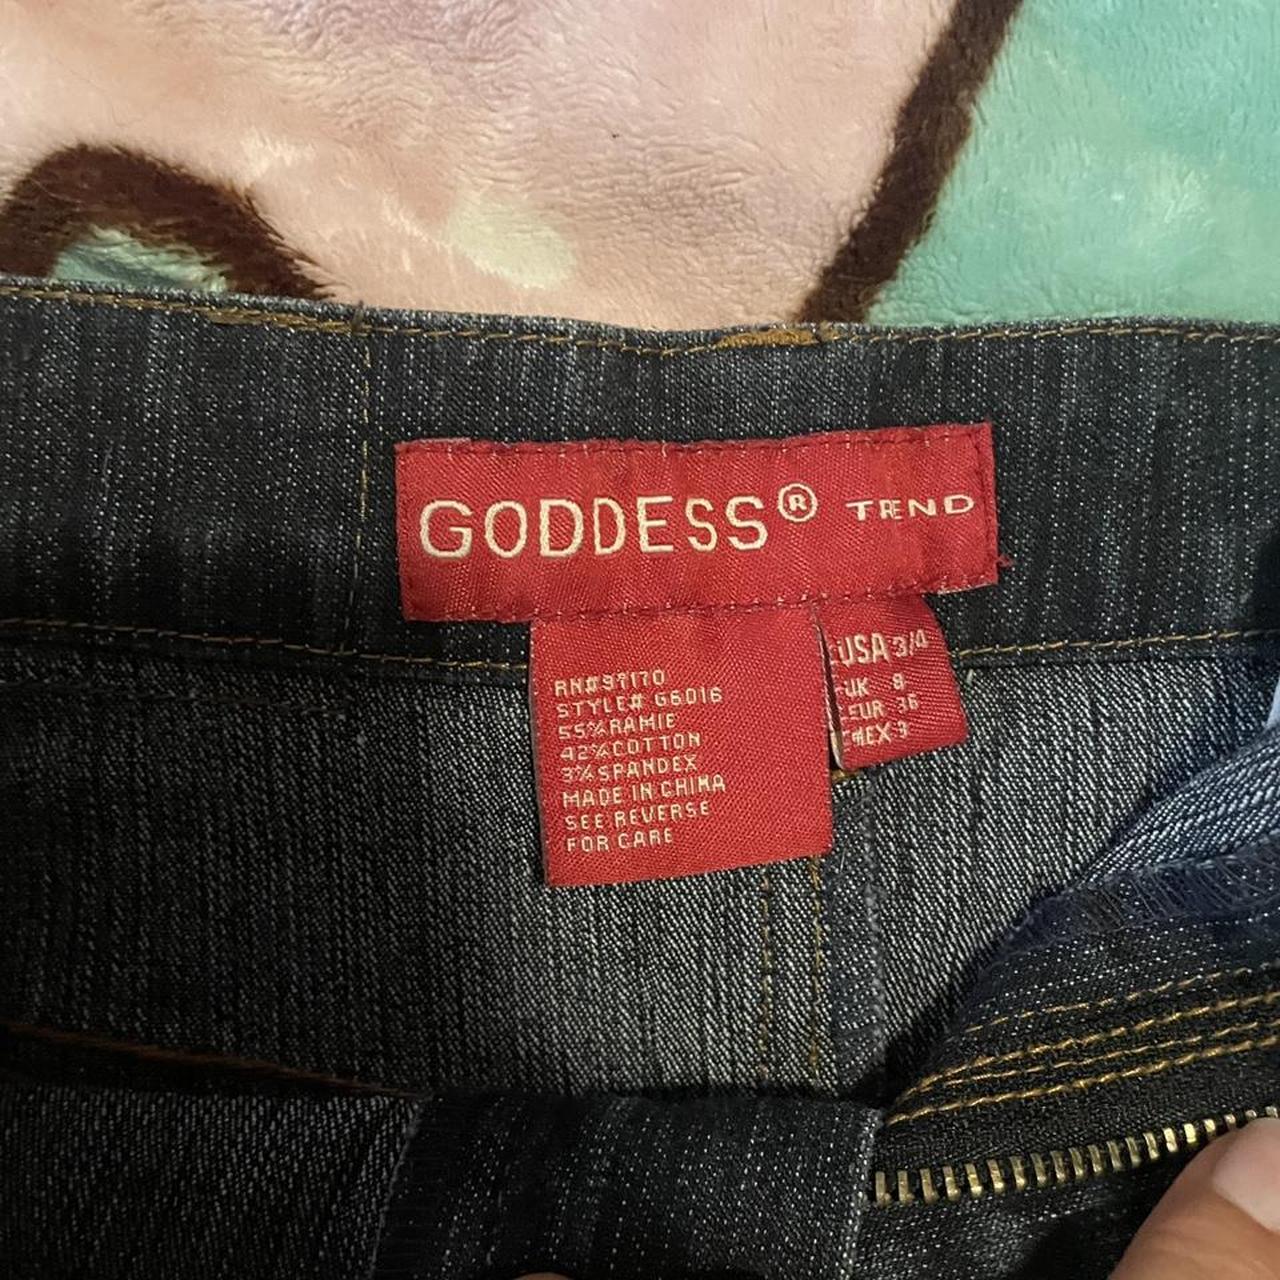 GODDESS® TREND
RN#97170
STYLE# G6016
55%RAMIE
42%COTTON
3%SPANDEX
MADE IN CHINA
SEE REVERSE
FOR CARE
USA 3/4
UK 8
EUR 36
MEX 3